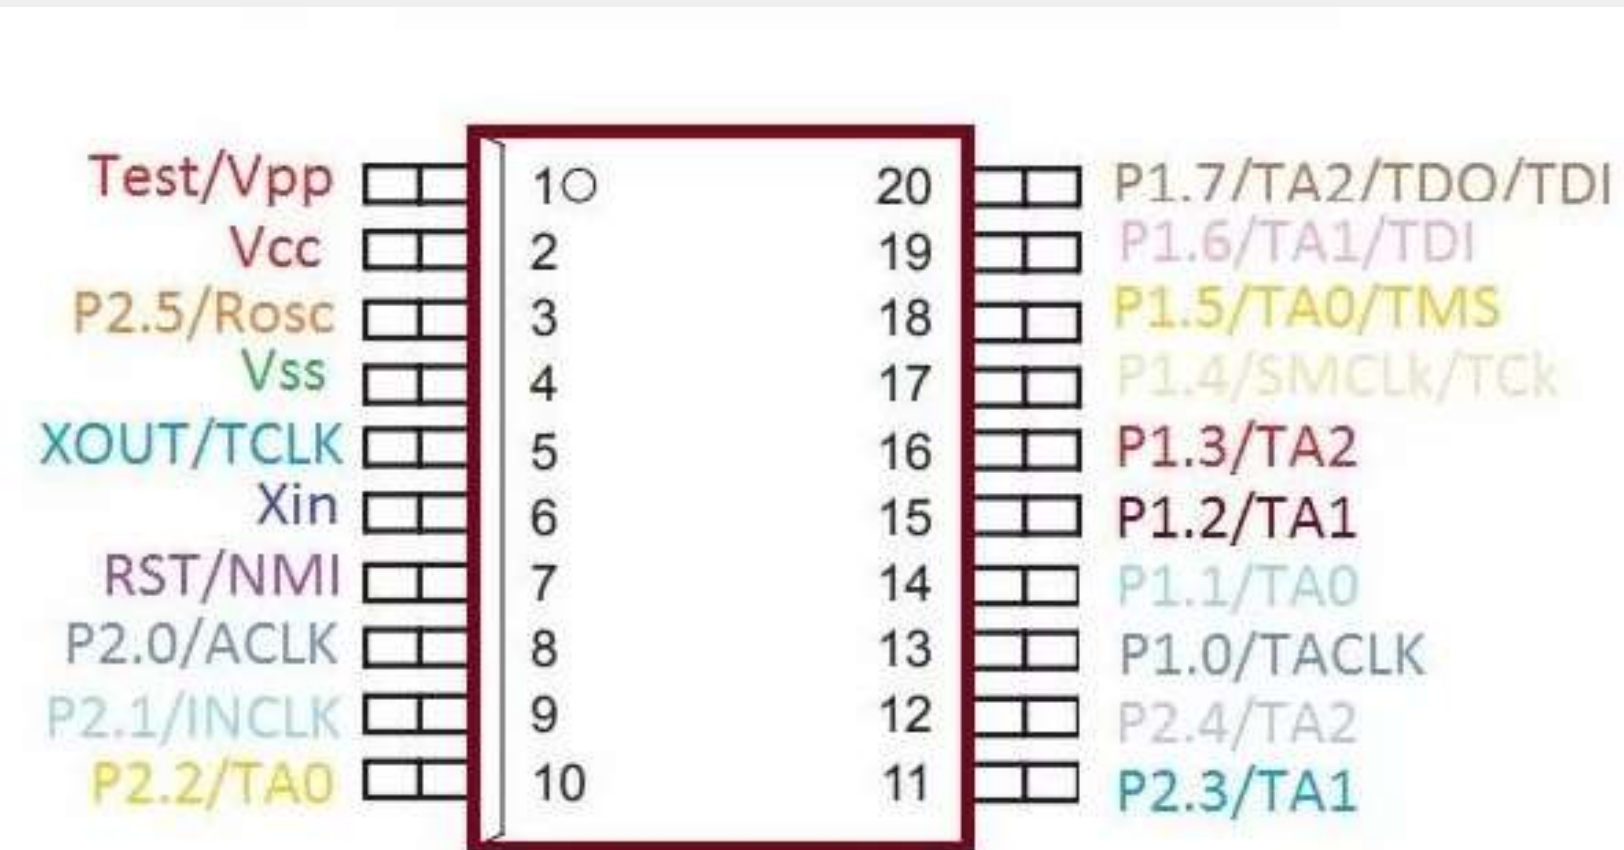 Test/Vpp 1 20 P1.7/TA2/TDO/TDI
Vcc 2 19 P1.6/TA1/TDI
P2.5/Rosc 3 18 P1.5/TA0/TMS
Vss 4 17 P1.4/SMCLk/TCk
XOUT/TCLK 5 16 P1.3/TA2
Xin 6 15 P1.2/TA1
RST/NMI 7 14 P1.1/TA0
P2.0/ACLK 8 13 P1.0/TACLK
P2.1/INCLK 9 12 P2.4/TA2
P2.2/TA0 10 11 P2.3/TA1